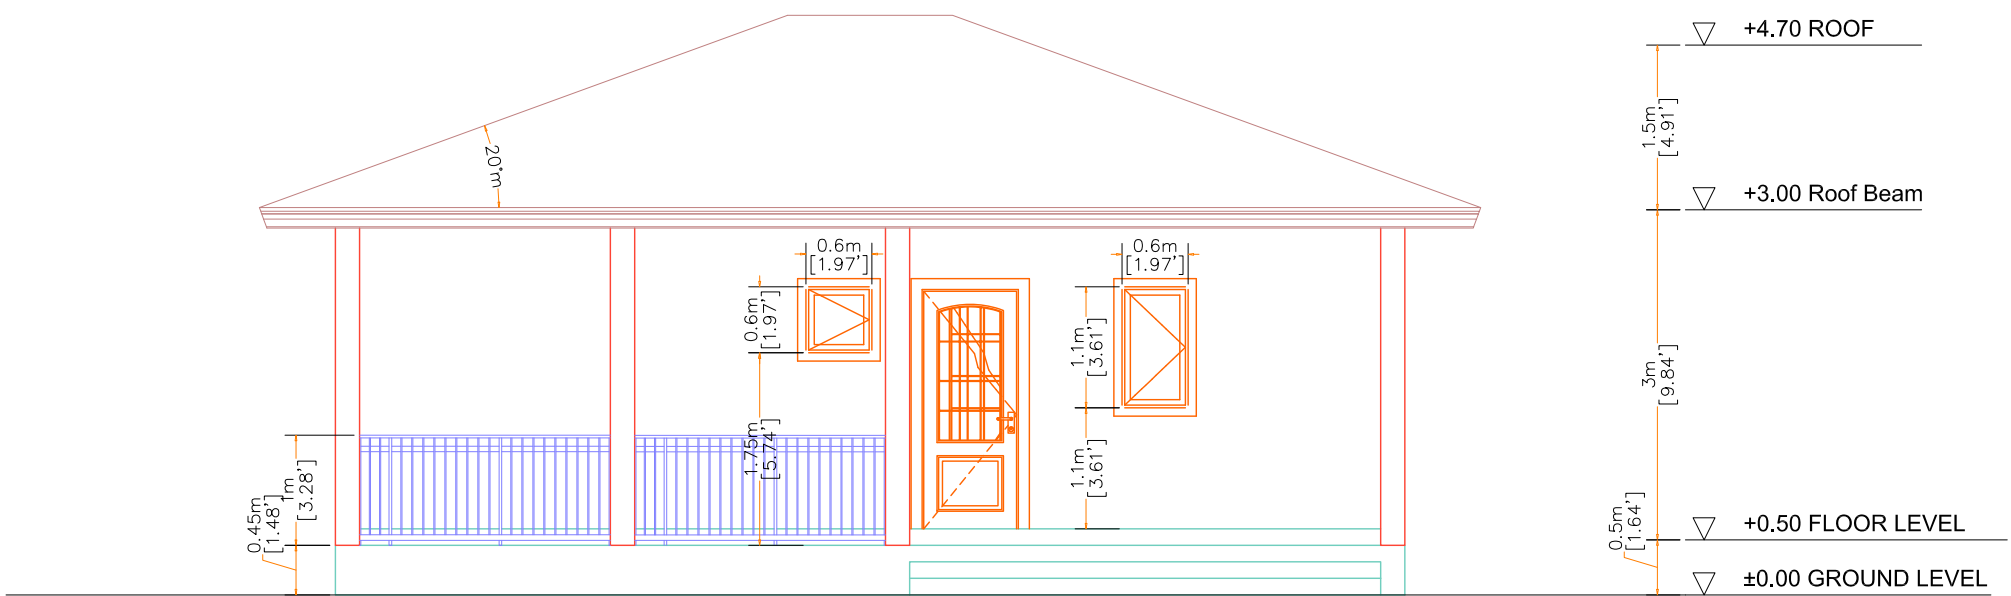 +4.70 ROOF
1.5m
[4.91']
20°m
+3.00 Roof Beam
0.6m
[1.97']
0.6m
[1.97']
0.6m
[1.97']
1.1m
[3.61']
3m
[9.84']
1.75m
[5.74']
1.1m
[3.61']
1m
[3.28']
0.45m
[1.48']
0.5m
[1.64']
+0.50 FLOOR LEVEL
±0.00 GROUND LEVEL